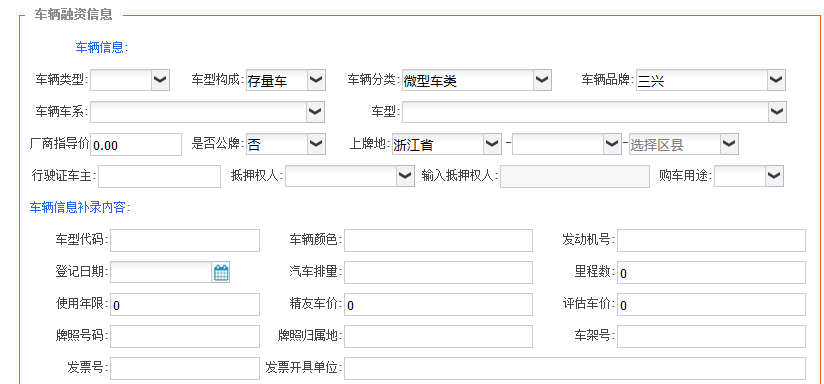 车辆融资信息
车辆信息:
车辆类型: 车型构成: 存量车 车辆分类: 微型车类 车辆品牌: 三兴
车辆车系: 车型:
厂商指导价 0.00 是否公牌: 否 上牌地: 浙江省 - - 选择区县
行驶证车主: 抵押权人: 输入抵押权人: 购车用途:
车辆信息补录内容:
车型代码: 车辆颜色: 发动机号:
登记日期: 汽车排量: 里程数: 0
使用年限: 0 精友车价: 0 评估车价: 0
牌照号码: 牌照归属地: 车架号:
发票号: 发票开具单位: